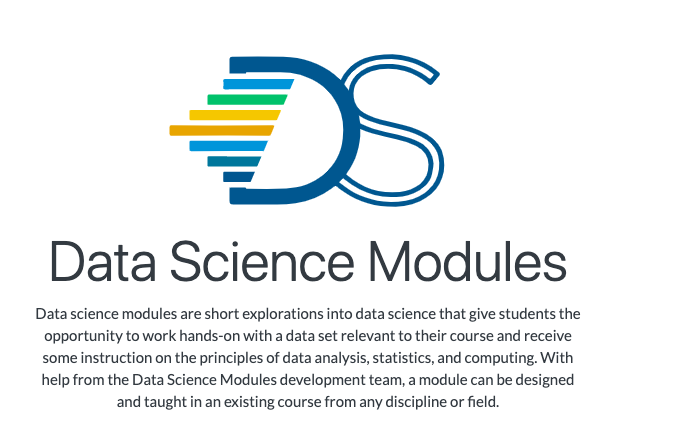 DS
Data Science Modules
Data science modules are short explorations into data science that give students the
opportunity to work hands-on with a data set relevant to their course and receive
some instruction on the principles of data analysis, statistics, and computing. With
help from the Data Science Modules development team, a module can be designed
and taught in an existing course from any discipline or field.